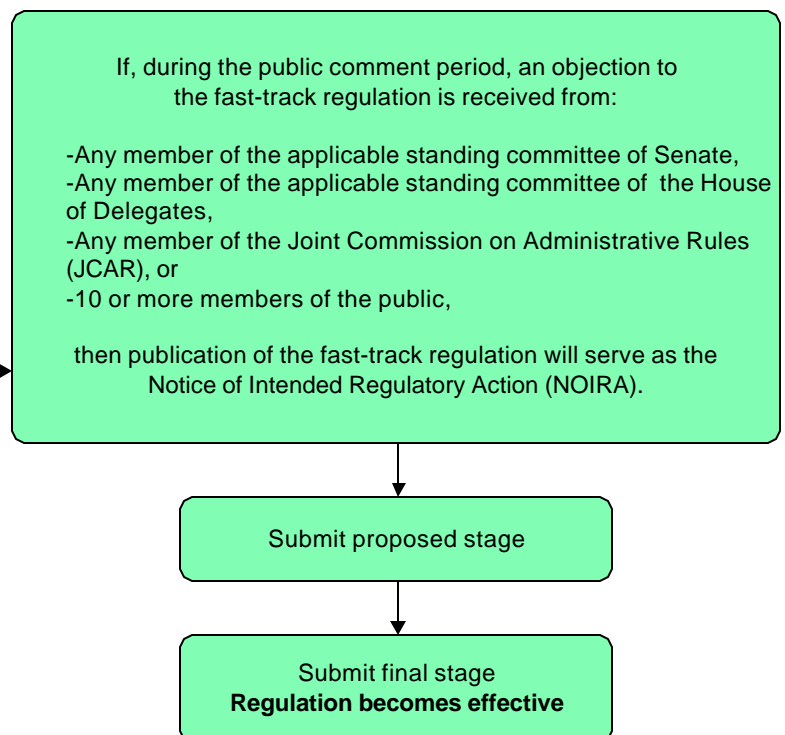 If, during the public comment period, an objection to
the fast-track regulation is received from:
-Any member of the applicable standing committee of Senate,
-Any member of the applicable standing committee of  the House
of Delegates,
-Any member of the Joint Commission on Administrative Rules
(JCAR), or
-10 or more members of the public,
then publication of the fast-track regulation will serve as the
Notice of Intended Regulatory Action (NOIRA).
Submit proposed stage
Submit final stage
Regulation becomes effective